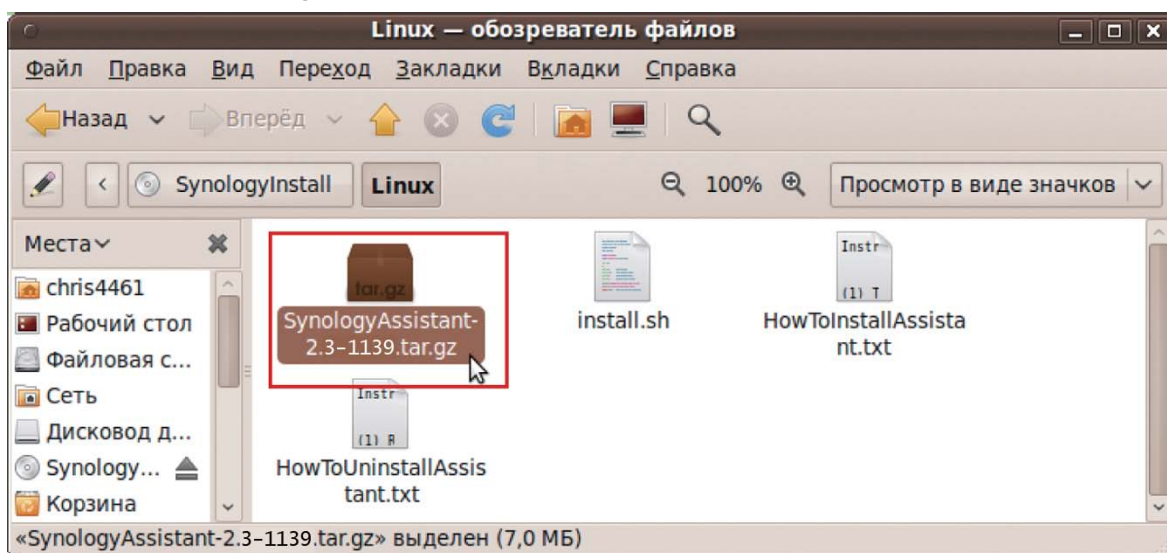 Linux — обозреватель файлов
Файл Правка Вид Переход Закладки Вкладки Справка
Назад Вперёд
SynologyInstall Linux 100% Просмотр в виде значков
Места
chris4461
Рабочий стол
Файловая с...
Сеть
Дисковод д...
Synology...
Корзина
tar.gz
SynologyAssistant-
2.3-1139.tar.gz
install.sh
Instr
(1) T
HowToInstallAssista
nt.txt
Instr
(1) R
HowToUninstallAssis
tant.txt
«SynologyAssistant-2.3-1139.tar.gz» выделен (7,0 МБ)